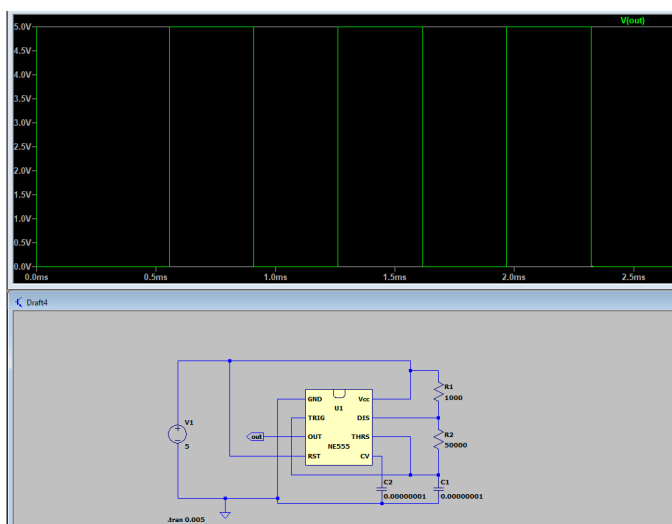 V(out)
5.0V
4.5V
4.0V
3.5V
3.0V
2.5V
2.0V
1.5V
1.0V
0.5V
0.0V
0.0ms 0.5ms 1.0ms 1.5ms 2.0ms 2.5ms
Draft4
R1
1000
GND Vcc
U1
TRIG DIS
V1
5
R2
50000
out
OUT THRS
NE555
RST CV
C2 C1
0.00000001 0.00000001
.tran 0.005